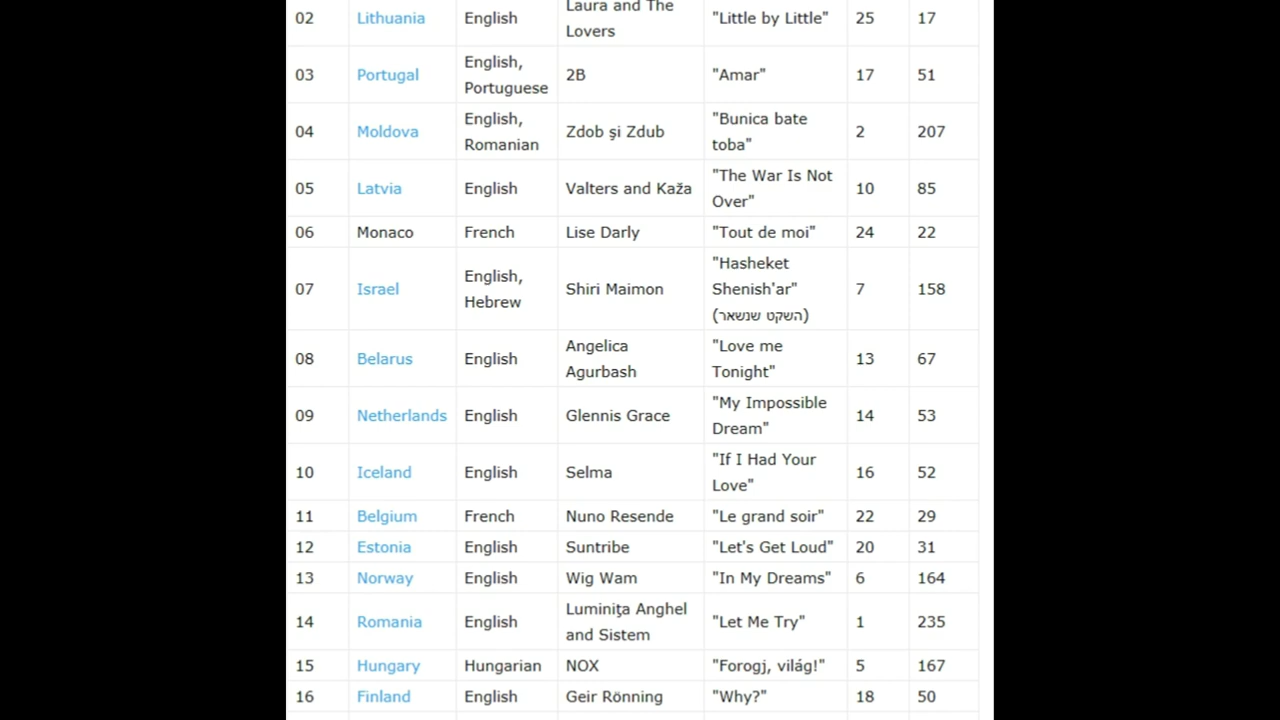 02 Lithuania English Laura and The Lovers "Little by Little" 25 17
03 Portugal English, Portuguese 2B "Amar" 17 51
04 Moldova English, Romanian Zdob şi Zdub "Bunica bate toba" 2 207
05 Latvia English Valters and Kaža "The War Is Not Over" 10 85
06 Monaco French Lise Darly "Tout de moi" 24 22
07 Israel English, Hebrew Shiri Maimon "Hasheket Shenish'ar" (השקט שנשאר) 7 158
08 Belarus English Angelica Agurbash "Love me Tonight" 13 67
09 Netherlands English Glennis Grace "My Impossible Dream" 14 53
10 Iceland English Selma "If I Had Your Love" 16 52
11 Belgium French Nuno Resende "Le grand soir" 22 29
12 Estonia English Suntribe "Let's Get Loud" 20 31
13 Norway English Wig Wam "In My Dreams" 6 164
14 Romania English Luminiţa Anghel and Sistem "Let Me Try" 1 235
15 Hungary Hungarian NOX "Forogj, világ!" 5 167
16 Finland English Geir Rönning "Why?" 18 50